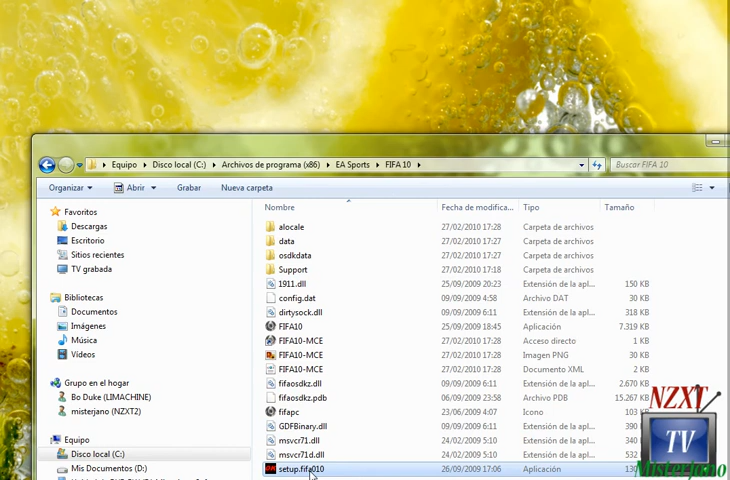 Equipo Disco local (C:) Archivos de programa (x86) EA Sports FIFA 10 Buscar FIFA 10
Organizar Abrir Grabar Nueva carpeta
Nombre Fecha de modifica... Tipo Tamaño
Favoritos
Descargas
Escritorio
Sitios recientes
TV grabada
Bibliotecas
Documentos
Imágenes
Música
Vídeos
Grupo en el hogar
Bo Duke (LIMACHINE)
misterjano (NZXT2)
Equipo
Disco local (C:)
Mis Documentos (D:)
alocale 27/02/2010 17:28 Carpeta de archivos
data 27/02/2010 17:27 Carpeta de archivos
osdkdata 27/02/2010 17:27 Carpeta de archivos
Support 27/02/2010 17:28 Carpeta de archivos
1911.dll 25/09/2009 20:23 Extensión de la apl... 150 KB
config.dat 09/09/2009 4:58 Archivo DAT 30 KB
dirtysock.dll 09/09/2009 6:11 Extensión de la apl... 318 KB
FIFA10 25/09/2009 18:45 Aplicación 7.319 KB
FIFA10-MCE 27/02/2010 17:28 Acceso directo 1 KB
FIFA10-MCE 27/02/2010 17:28 Imagen PNG 30 KB
FIFA10-MCE 27/02/2010 17:28 Documento XML 2 KB
fifaosdkz.dll 09/09/2009 6:11 Extensión de la apl... 2.670 KB
fifaosdkz.pdb 06/09/2009 23:58 Archivo PDB 15.267 KB
fifapc 23/06/2009 4:07 Icono 103 KB
GDFBinary.dll 09/09/2009 6:11 Extensión de la apl... 390
msvcr71.dll 24/02/2009 5:10 Extensión de la apl... 340
msvcr71d.dll 24/02/2009 5:10 Extensión de la apl... 532
setup.fifa010 26/09/2009 17:06 Aplicación
NZXT
TV
Misterjano